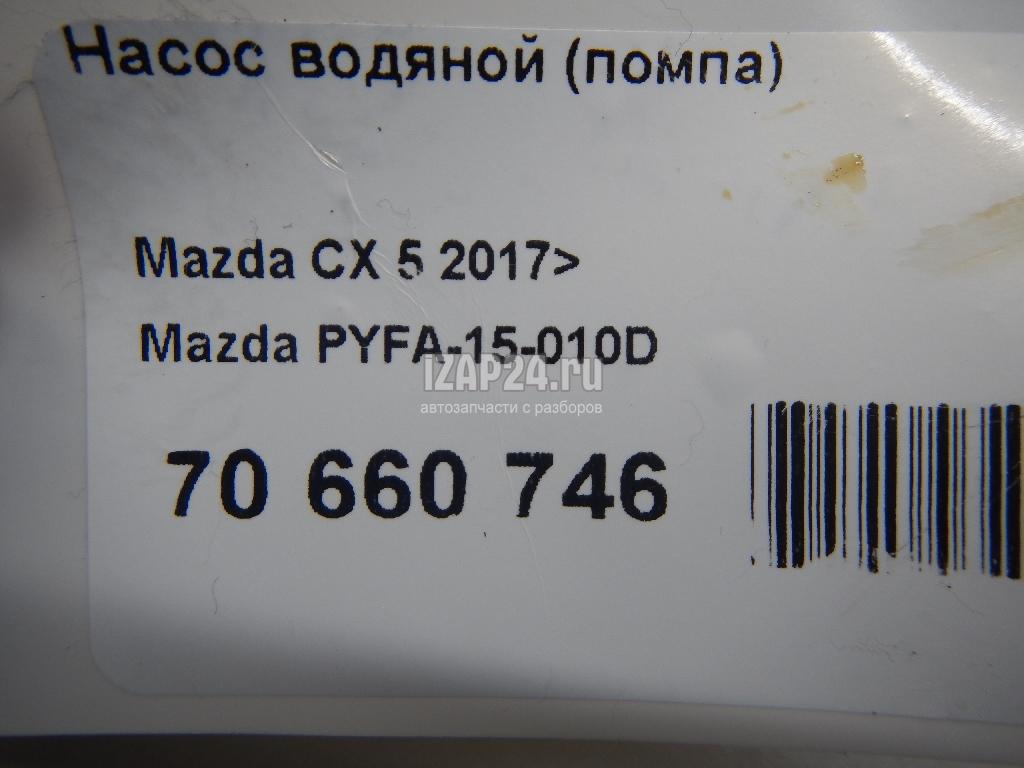 Насос водяной (помпа)
Mazda CX 5 2017>
Mazda PYFA-15-010D
IZAP24.ru
автозапчасти с разборов
70 660 746